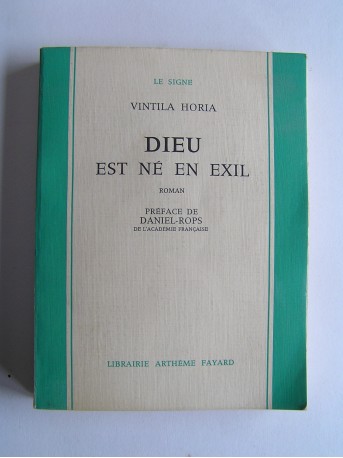 LE SIGNE
VINTILA HORIA
DIEU
EST NÉ EN EXIL
ROMAN
PRÉFACE DE
DANIEL-ROPS
DE L'ACADÉMIE FRANÇAISE
LIBRAIRIE ARTHÈME FAYARD